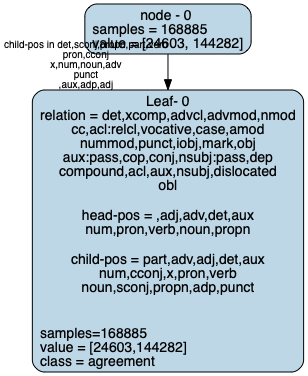 node - 0
samples = 168885
value = [24603, 144282]
child-pos in det,sconj,propn,part,verb
pron,cconj
x,num,noun,adv
punct
,aux,adp,adj
Leaf- 0
relation = det,xcomp,advcl,advmod,nmod
cc,acl:relcl,vocative,case,amod
nummod,punct,iobj,mark,obj
aux:pass,cop,conj,nsubj:pass,dep
compound,acl,aux,nsubj,dislocated
obl
head-pos = ,adj,adv,det,aux
num,pron,verb,noun,propn
child-pos = part,adv,adj,det,aux
num,cconj,x,pron,verb
noun,sconj,propn,adp,punct
samples=168885
value = [24603,144282]
class = agreement